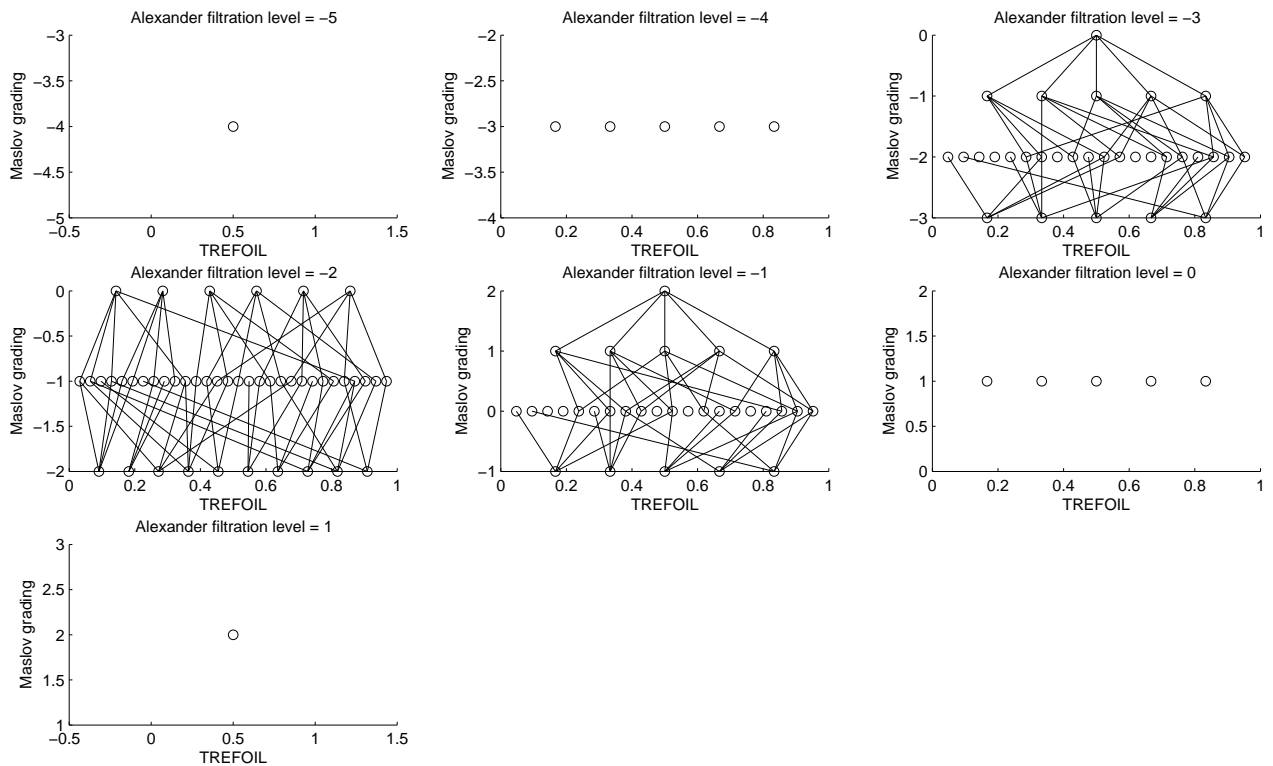 Alexander filtration level = −5
−3
−3.5
−4
−4.5
−5
Maslov grading
−0.5 0 0.5 1 1.5
TREFOIL
Alexander filtration level = −4
−2
−2.5
−3
−3.5
−4
Maslov grading
0 0.2 0.4 0.6 0.8 1
TREFOIL
Alexander filtration level = −3
0
−1
−2
−3
Maslov grading
0 0.2 0.4 0.6 0.8 1
TREFOIL
Alexander filtration level = −2
0
−0.5
−1
−1.5
−2
Maslov grading
0 0.2 0.4 0.6 0.8 1
TREFOIL
Alexander filtration level = −1
2
1
0
−1
Maslov grading
0 0.2 0.4 0.6 0.8 1
TREFOIL
Alexander filtration level = 0
2
1.5
1
0.5
0
Maslov grading
0 0.2 0.4 0.6 0.8 1
TREFOIL
Alexander filtration level = 1
3
2.5
2
1.5
1
Maslov grading
−0.5 0 0.5 1 1.5
TREFOIL